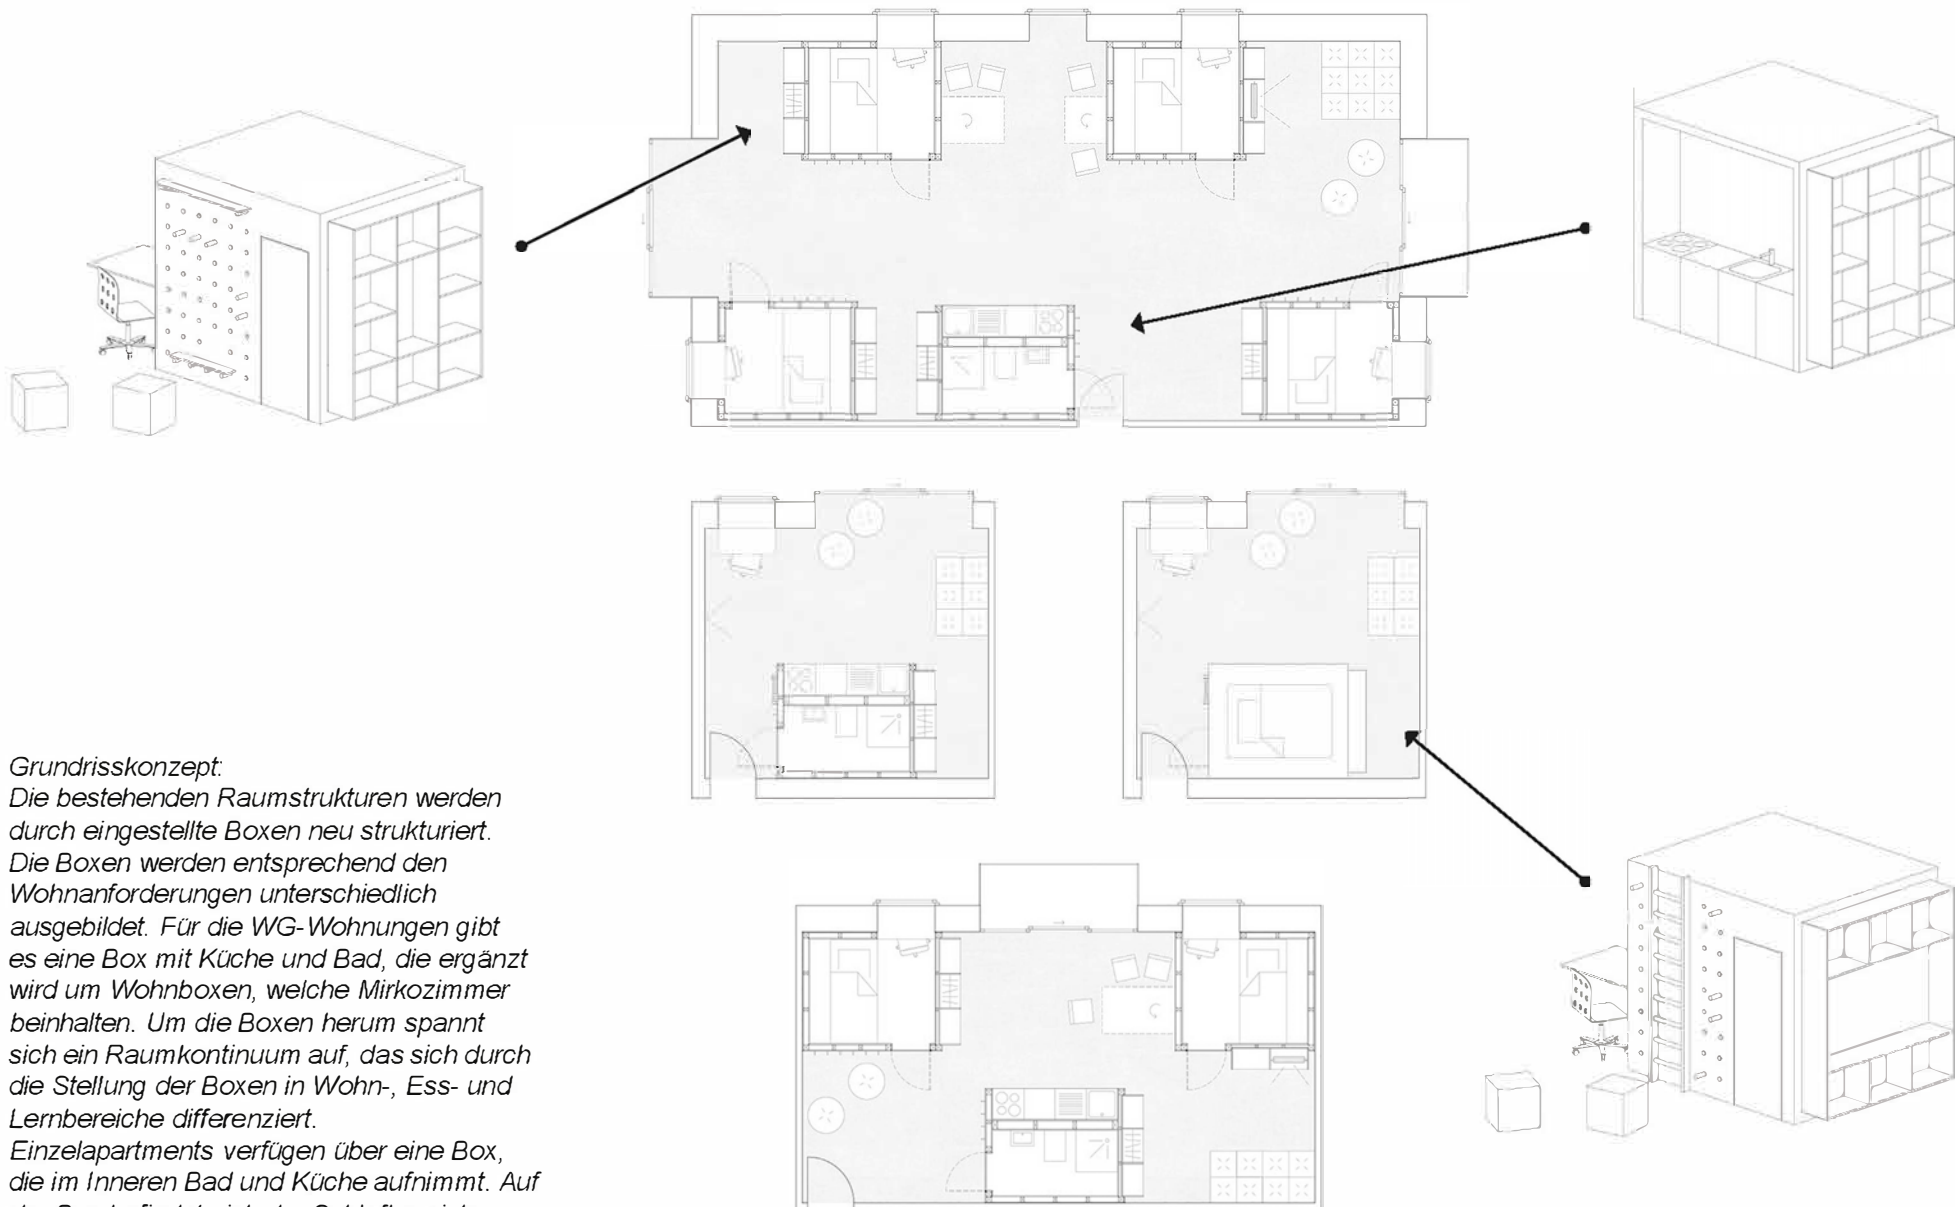 Grundrisskonzept:
Die bestehenden Raumstrukturen werden
durch eingestellte Boxen neu strukturiert.
Die Boxen werden entsprechend den
Wohnanforderungen unterschiedlich
ausgebildet. Für die WG-Wohnungen gibt
es eine Box mit Küche und Bad, die ergänzt
wird um Wohnboxen, welche Mirkozimmer
beinhalten. Um die Boxen herum spannt
sich ein Raumkontinuum auf, das sich durch
die Stellung der Boxen in Wohn-, Ess- und
Lernbereiche differenziert.
Einzelapartments verfügen über eine Box,
die im Inneren Bad und Küche aufnimmt. Auf